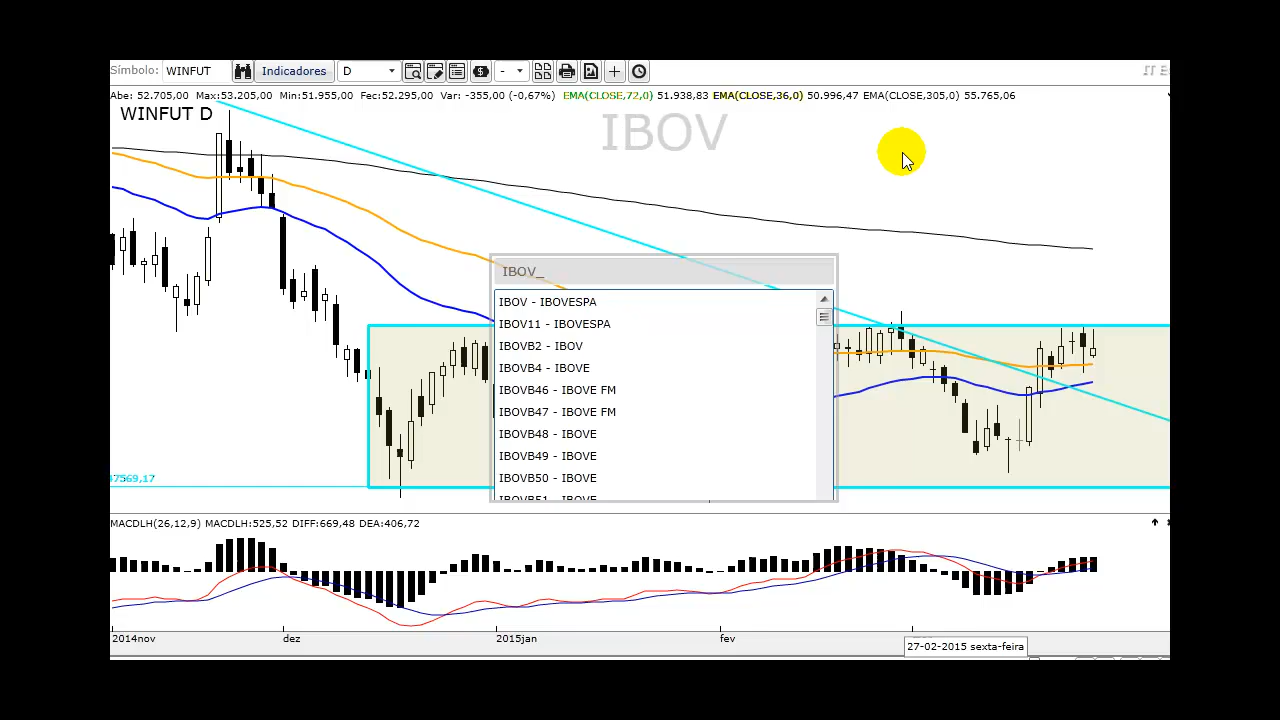 Símbolo: WINFUT Indicadores D -
Abe: 52.705,00 Max:53.205,00 Min:51.955,00 Fec:52.295,00 Var: -355,00 (-0,67%) EMA(CLOSE,72,0) 51.938,83 EMA(CLOSE,36,0) 50.996,47 EMA(CLOSE,305,0) 55.765,06
WINFUT D
IBOV
IBOV_
IBOV - IBOVESPA
IBOV11 - IBOVESPA
IBOVB2 - IBOV
IBOVB4 - IBOVE
IBOVB46 - IBOVE FM
IBOVB47 - IBOVE FM
IBOVB48 - IBOVE
IBOVB49 - IBOVE
IBOVB50 - IBOVE
IBOVB51 - IBOVE
47569,17
MACDLH(26,12,9) MACDLH:525,52 DIFF:669,48 DEA:406,72
2014nov dez 2015jan fev
27-02-2015 sexta-feira